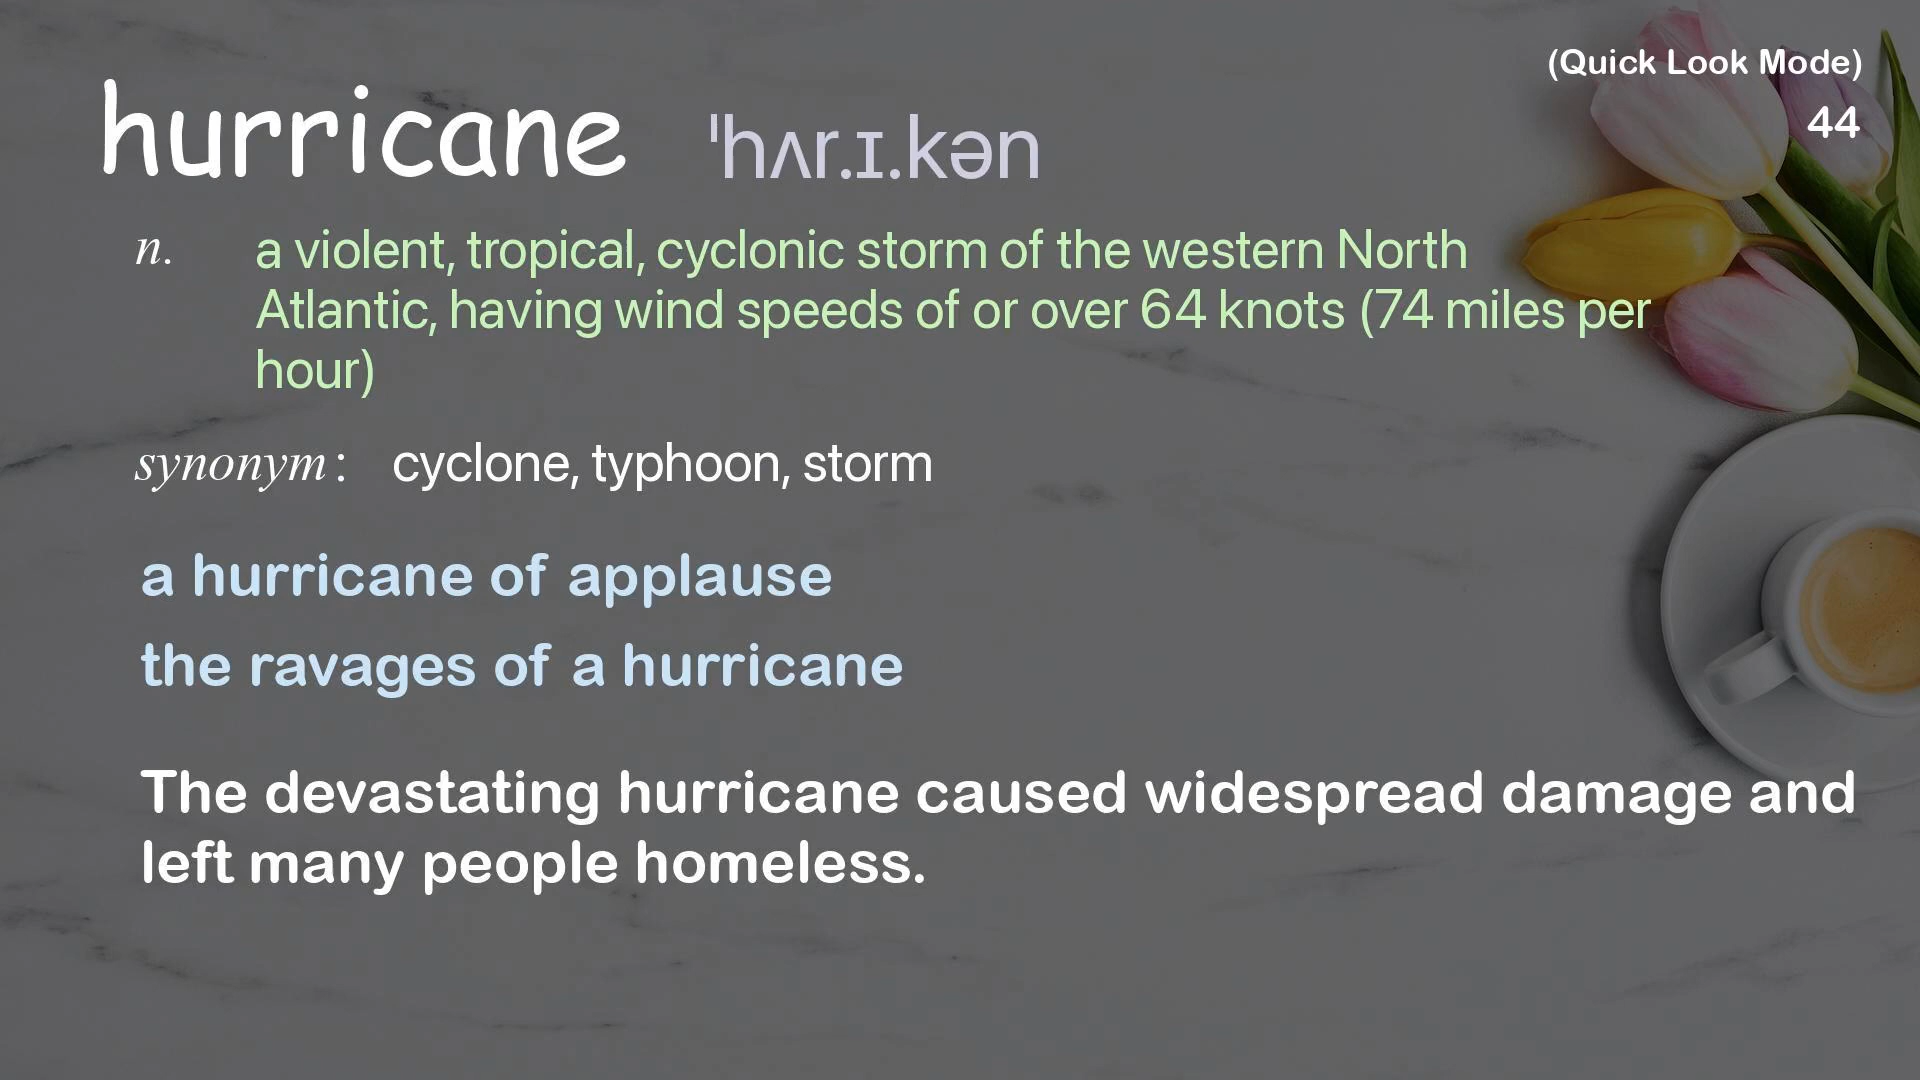 (Quick Look Mode)
44
hurricane ˈhʌr.ɪ.kən
n. a violent, tropical, cyclonic storm of the western North
Atlantic, having wind speeds of or over 64 knots (74 miles per
hour)
synonym: cyclone, typhoon, storm
a hurricane of applause
the ravages of a hurricane
The devastating hurricane caused widespread damage and
left many people homeless.